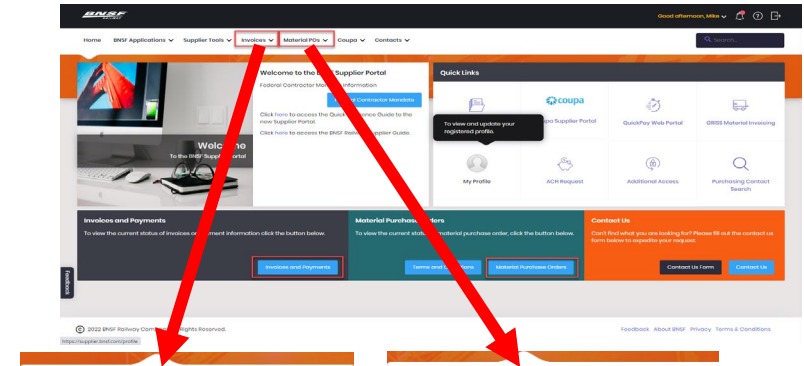 BNSF
RAILWAY
Good afternoon, Mike
Home BNSF Applications Supplier Tools Invoices Material POs Coupa Contacts
Search...
Welcome
To the BNSF Supplier Portal
Welcome to the BNSF Supplier Portal
Federal Contractor Information
Contractor Mandate
Click here to access the Quick Reference Guide to the
new Supplier Portal.
Click here to access the BNSF Railway Supplier Guide.
Quick Links
coupa
Supplier Portal
QuickPay Web Portal
GRISS Material Invoicing
To view and update your
registered profile.
My Profile
ACH Request
Additional Access
Purchasing Contact
Search
Invoices and Payments
To view the current status of invoices payment information click the button below.
Invoices and Payments
Material Purchase Orders
To view the current material purchase order, click the button below.
Terms and Conditions
Material Purchase Orders
Contact Us
Can't find what you are looking for? Please fill out the contact us
form below to expedite your request.
Contact Us Form
Contact Us
Feedback
© 2022 BNSF Railway Rights Reserved.
Feedback About BNSF Privacy Terms & Conditions
https://supplier.bnsf.com/profile